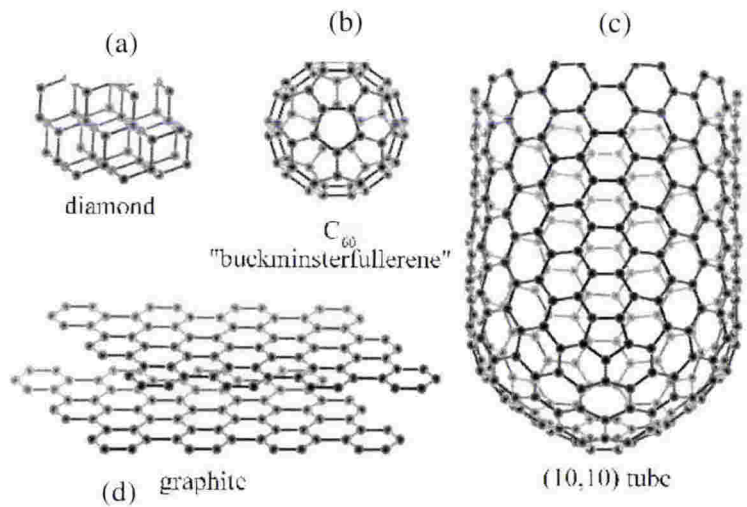 (a)
(b)
(c)
diamond
C60
"buckminsterfullerene"
(d)
graphite
(10,10) tube